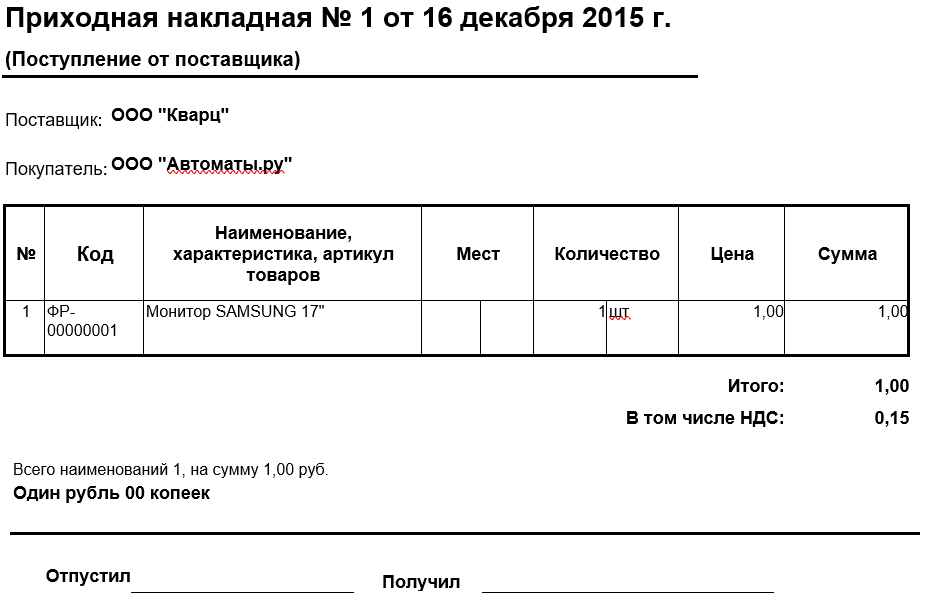 Приходная накладная № 1 от 16 декабря 2015 г.
(Поступление от поставщика)
Поставщик: ООО "Кварц"
Покупатель: ООО "Автоматы.ру"
№ Код Наименование, характеристика, артикул товаров Мест Количество Цена Сумма
1 ФР-00000001 Монитор SAMSUNG 17" 1 шт 1,00 1,00
Итого: 1,00
В том числе НДС: 0,15
Всего наименований 1, на сумму 1,00 руб.
Один рубль 00 копеек
Отпустил Получил